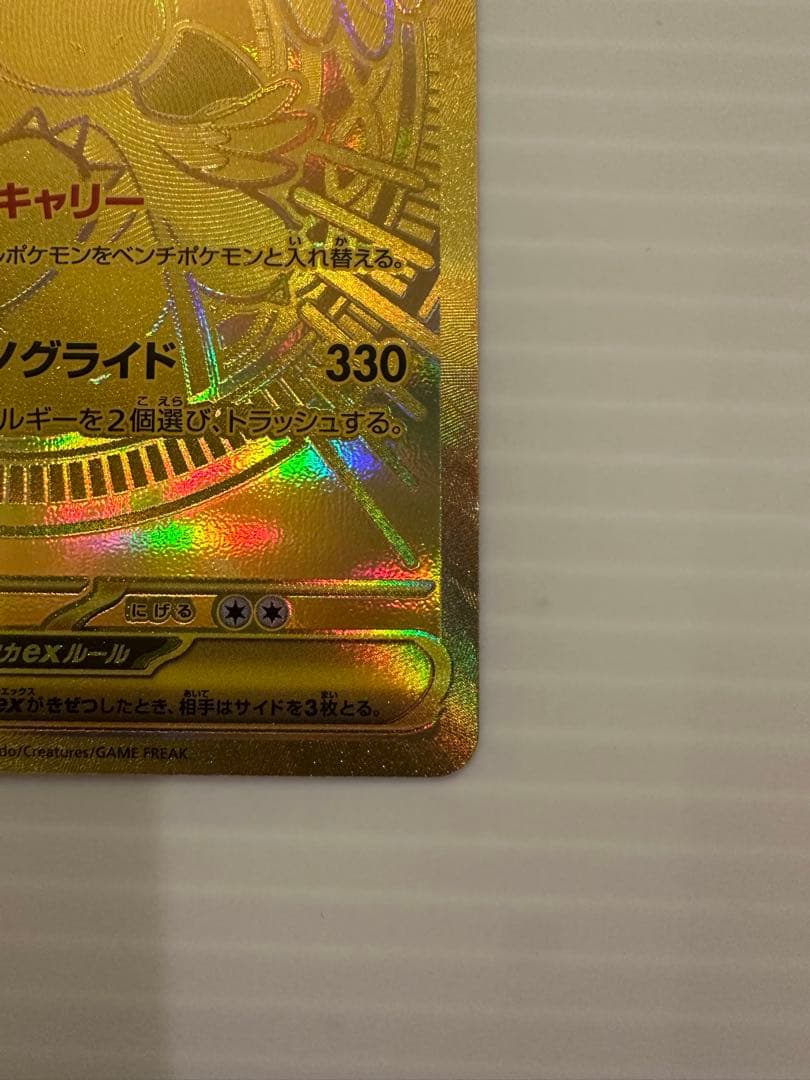 キャリー
ポケモンをベンチポケモンと入れ替える。
ノグライド 330
ルギーを2個選び、トラッシュする。
にげる
カexルール
exがきぜつしたとき、相手はサイドを3枚とる。
do/Creatures/GAME FREAK